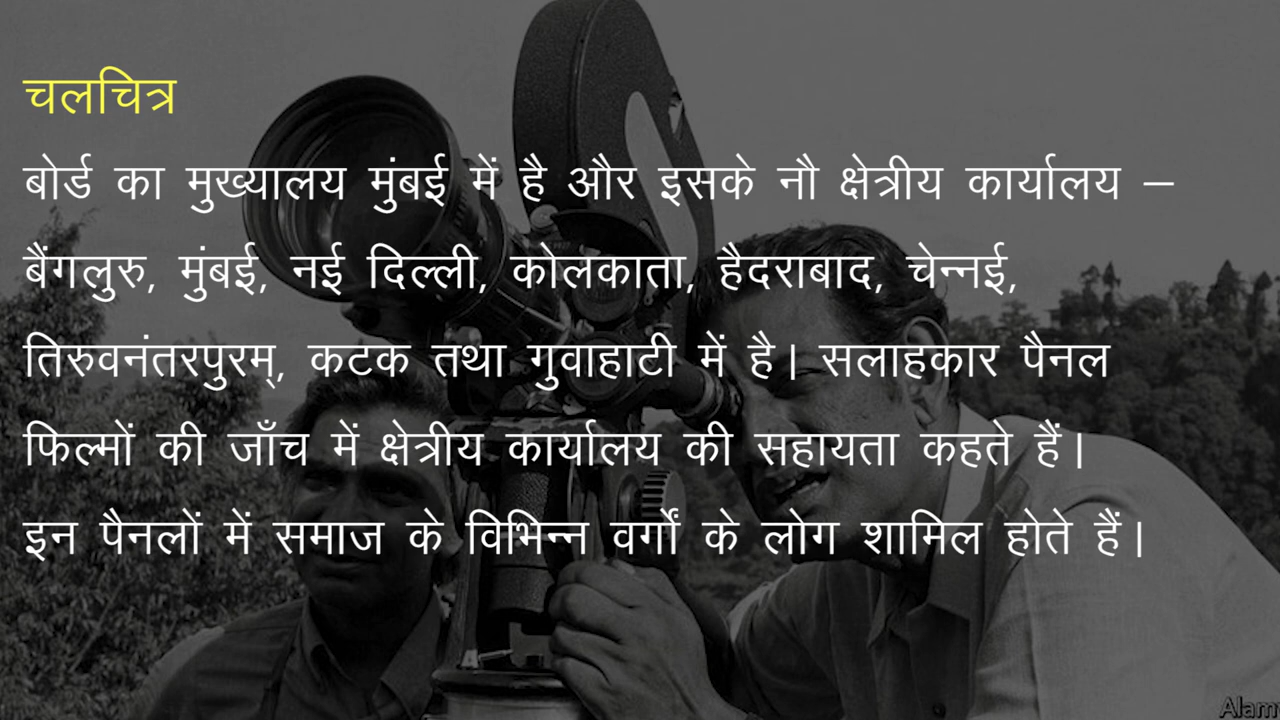 चलचित्र
बोर्ड का मुख्यालय मुंबई में है और इसके नौ क्षेत्रीय कार्यालय –
बैंगलुरु, मुंबई, नई दिल्ली, कोलकाता, हैदराबाद, चेन्नई,
तिरुवनंतरपुरम्, कटक तथा गुवाहाटी में है। सलाहकार पैनल
फिल्मों की जाँच में क्षेत्रीय कार्यालय की सहायता कहते हैं।
इन पैनलों में समाज के विभिन्न वर्गों के लोग शामिल होते हैं।
Alam